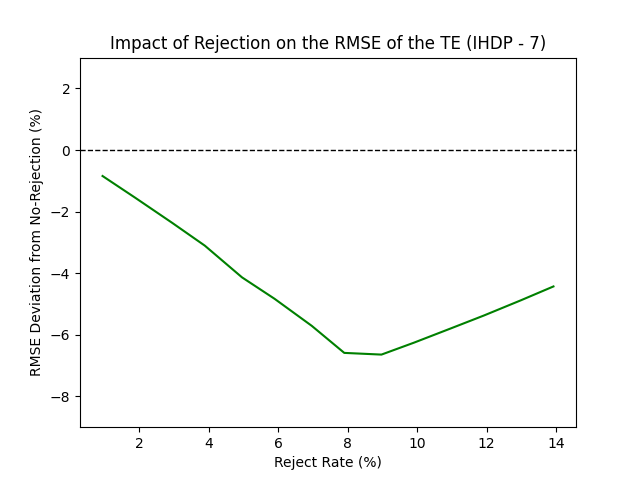 Impact of Rejection on the RMSE of the TE (IHDP - 7)
RMSE Deviation from No-Rejection (%)
2
0
−2
−4
−6
−8
2 4 6 8 10 12 14
Reject Rate (%)